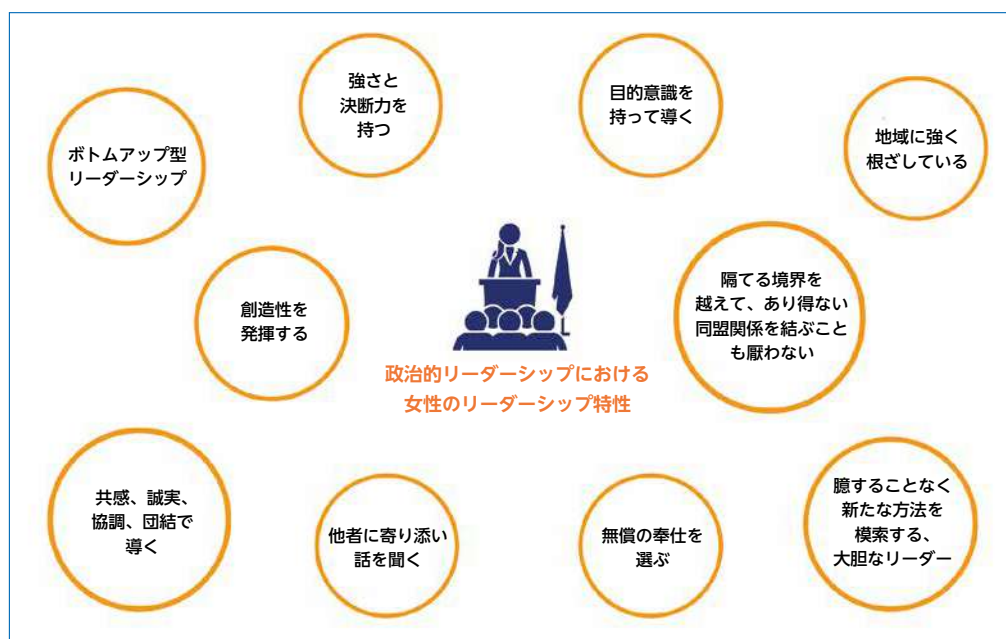 強さと
決断力を
持つ
目的意識を
持って導く
ボトムアップ型
リーダーシップ
地域に強く
根ざしている
創造性を
発揮する
隔てる境界を
越えて、あり得ない
同盟関係を結ぶこと
も厭わない
政治的リーダーシップにおける
女性のリーダーシップ特性
共感、誠実、
協調、団結で
導く
他者に寄り添い
話を聞く
無償の奉仕を
選ぶ
臆することなく
新たな方法を
模索する、
大胆なリーダー